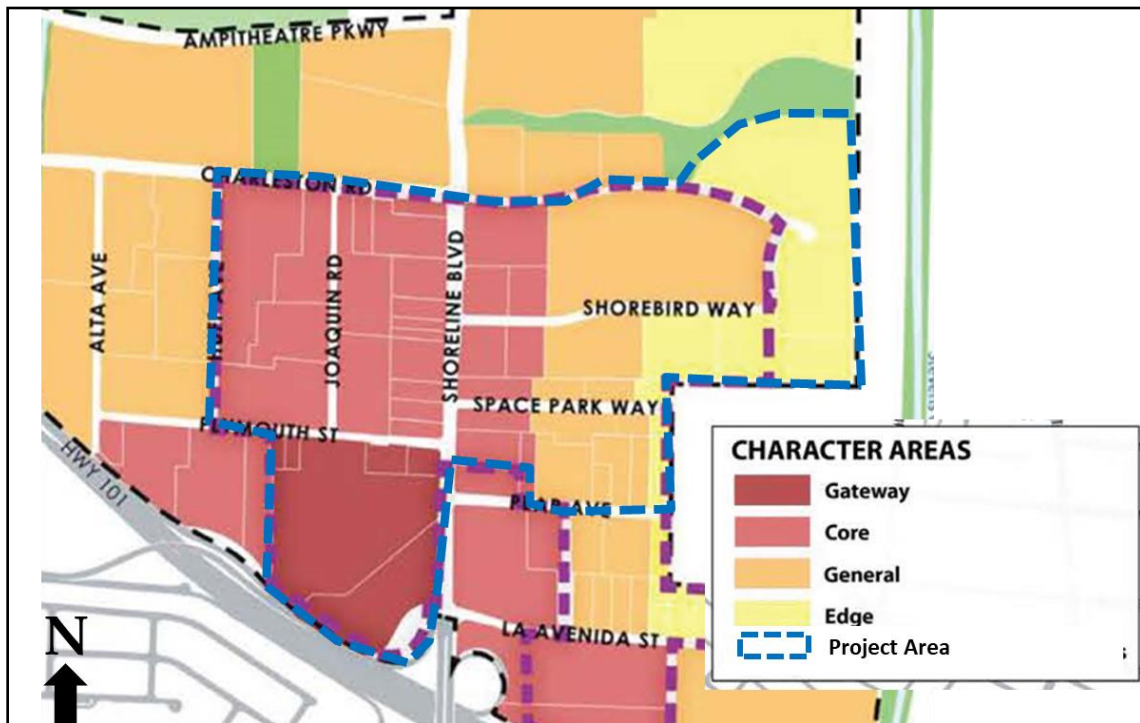 AMPITHEATRE PKWY
CHARLESTON RD
ALTA AVE
JOAQUIN RD
SHORELINE BLVD
SHOREBIRD WAY
SPACE PARK WAY
PLYMOUTH ST
HWY 101
AVE
LA AVENIDA ST
N
CHARACTER AREAS
Gateway
Core
General
Edge
Project Area
s